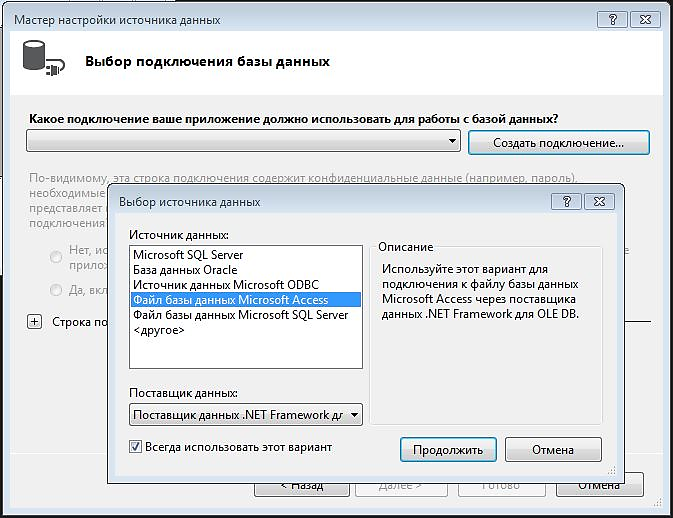 Мастер настройки источника данных
Выбор подключения базы данных
Какое подключение ваше приложение должно использовать для работы с базой данных?
Создать подключение...
По-видимому, эта строка подключения содержит конфиденциальные данные (например, пароль),
необходимые
представляет
подключения
Нет,
Да,
Строка
Выбор источника данных
Источник данных:
Microsoft SQL Server
База данных Oracle
Источник данных Microsoft ODBC
Файл базы данных Microsoft Access
Файл базы данных Microsoft SQL Server
<другое>
Описание
Используйте этот вариант для
подключения к файлу базы данных
Microsoft Access через поставщика
данных .NET Framework для OLE DB.
Поставщик данных:
Поставщик данных .NET Framework
Всегда использовать этот вариант
Продолжить
Отмена
< Назад
Далее >
Готово
Отмена